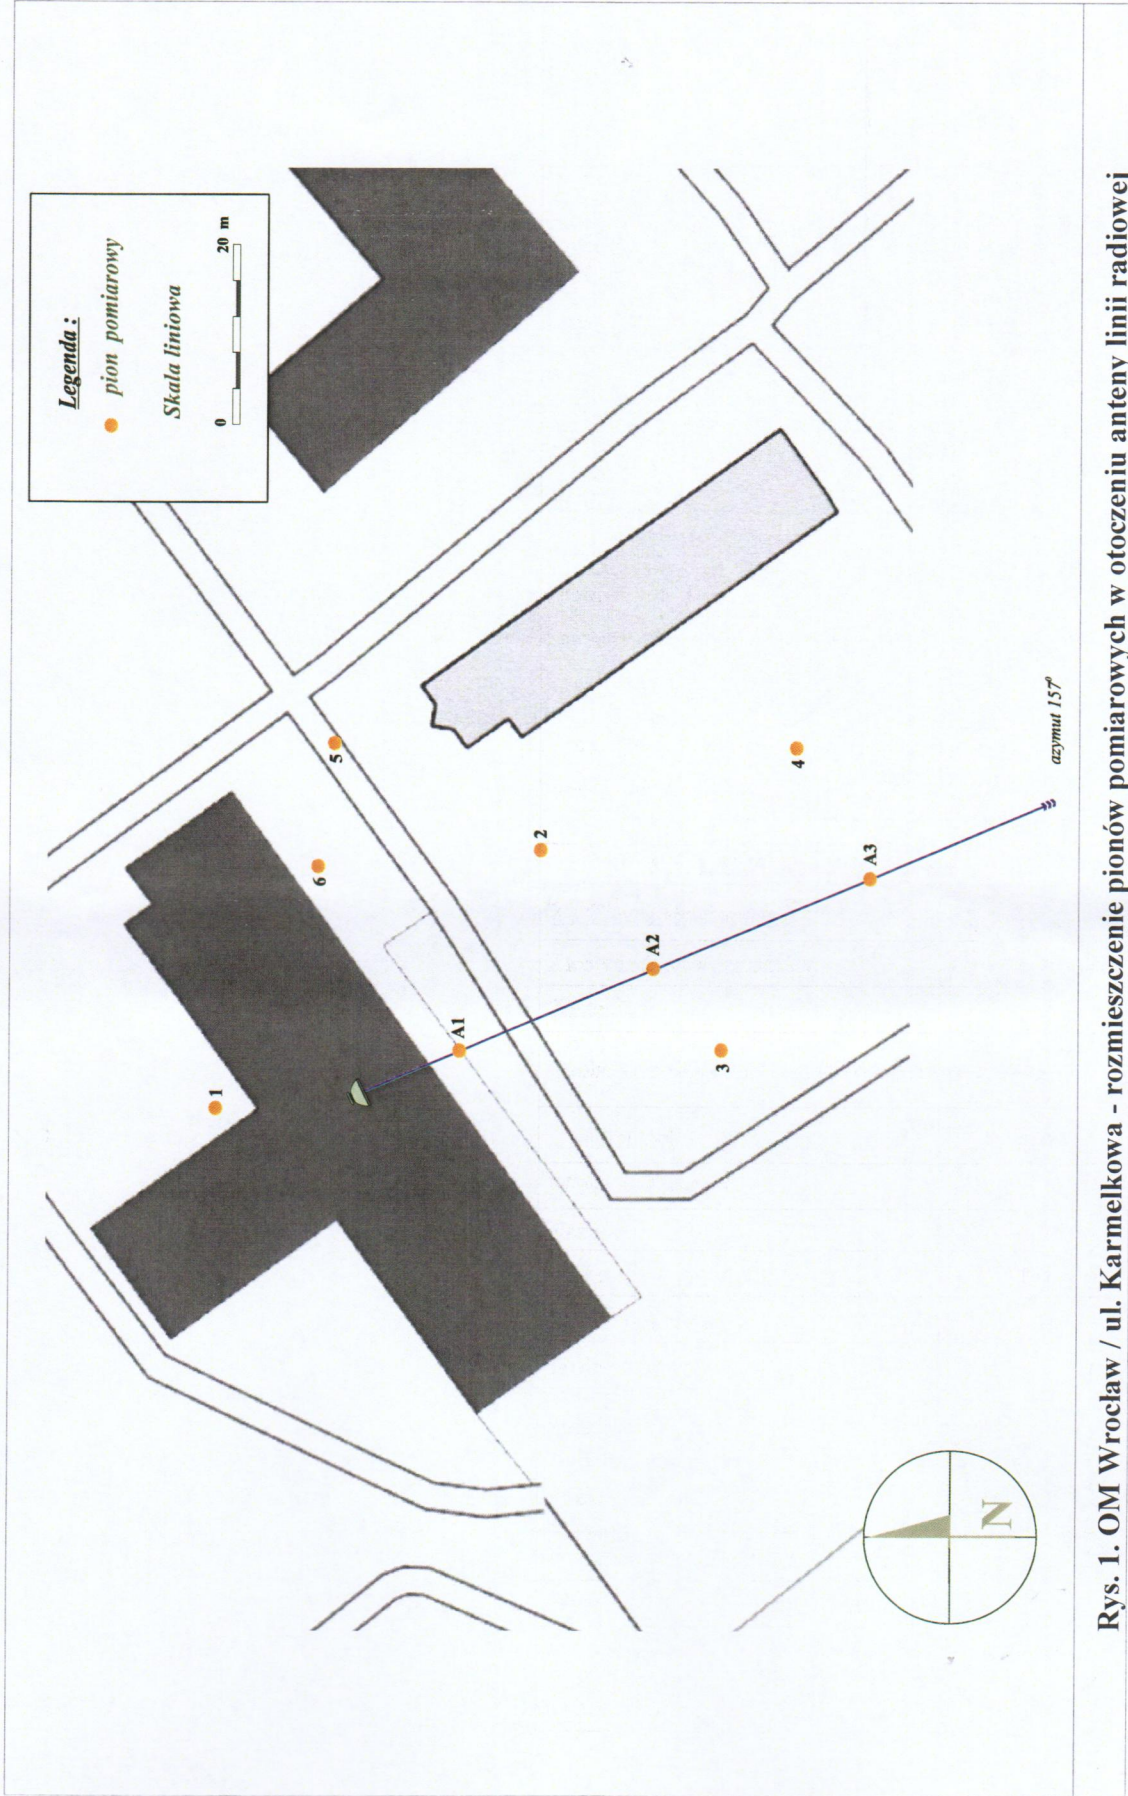 Legenda :
pion pomiarowy
Skala liniowa
0 20 m
1
6
5
A1
2
A2
3
4
A3
azymut 157º
N
Rys. 1. OM Wrocław / ul. Karmelkowa - rozmieszczenie pionów pomiarowych w otoczeniu anteny linii radiowej